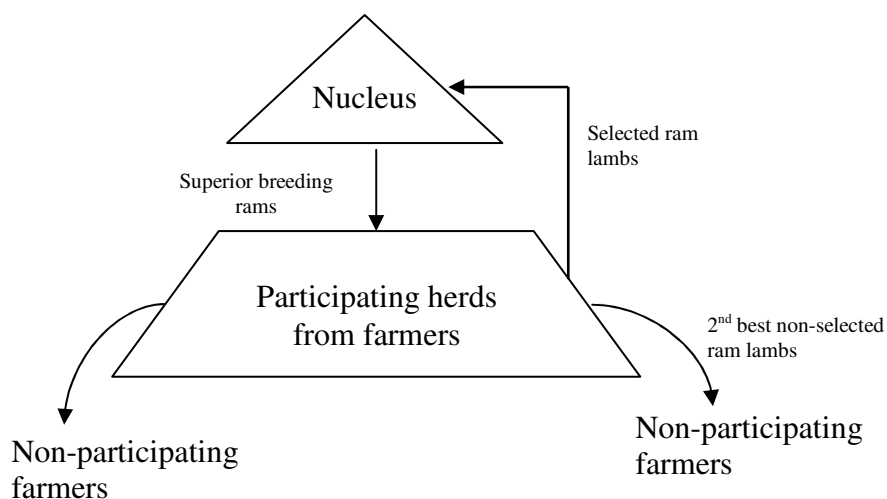 Nucleus
Selected ram
lambs
Superior breeding
rams
Participating herds
from farmers
2nd best non-selected
ram lambs
Non-participating
farmers
Non-participating
farmers